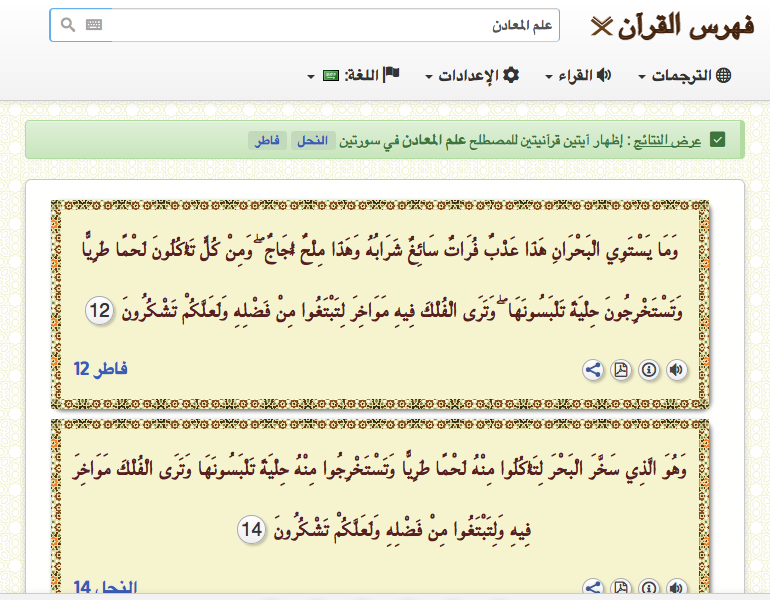 فهرس القرآن
علم المعادن
الترجمات
القراء
الإعدادات
اللغة:
عرض النتائج : إظهار آيتين قرآنيتين للمصطلح علم المعادن في سورتين النحل فاطر
وَمَا يَسْتَوِي الْبَحْرَانِ هَذَا عَذْبٌ فُرَاتٌ سَائِغٌ شَرَابُهُ وَهَذَا مِلْحٌ أُجَاجٌ ۖ وَمِنْ كُلٍّ تَأْكُلُونَ لَحْمًا طَرِيًّا
وَتَسْتَخْرِجُونَ حِلْيَةً تَلْبَسُونَهَا ۖ وَتَرَى الْفُلْكَ فِيهِ مَوَاخِرَ لِتَبْتَغُوا مِنْ فَضْلِهِ وَلَعَلَّكُمْ تَشْكُرُونَ 12
فاطر 12
وَهُوَ الَّذِي سَخَّرَ الْبَحْرَ لِتَأْكُلُوا مِنْهُ لَحْمًا طَرِيًّا وَتَسْتَخْرِجُوا مِنْهُ حِلْيَةً تَلْبَسُونَهَا وَتَرَى الْفُلْكَ مَوَاخِرَ
فِيهِ وَلِتَبْتَغُوا مِنْ فَضْلِهِ وَلَعَلَّكُمْ تَشْكُرُونَ 14
النحل 14